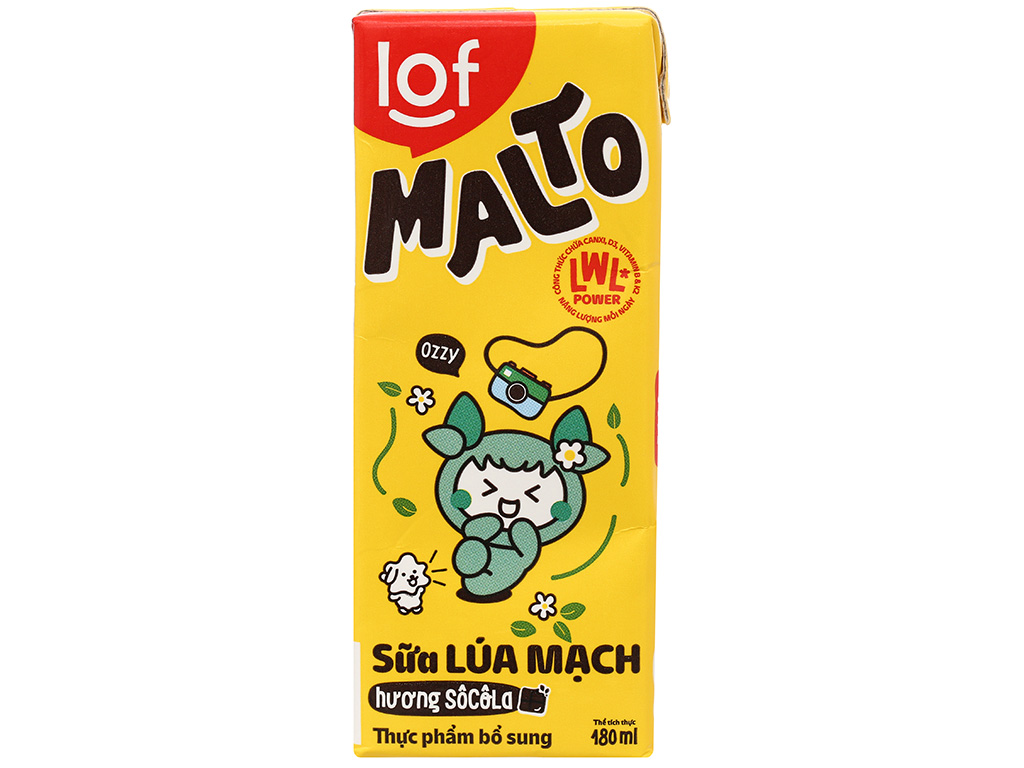 lof
MALTO
CÔNG THỨC CHỨA CANXI, D3, VITAMIN B & K2
LWL*
POWER
NĂNG LƯỢNG MỖI NGÀY
OZZY
Sữa LÚA MẠCH
hương SÔCÔLa
Thực phẩm bổ sung
Thể tích thực
180 ml